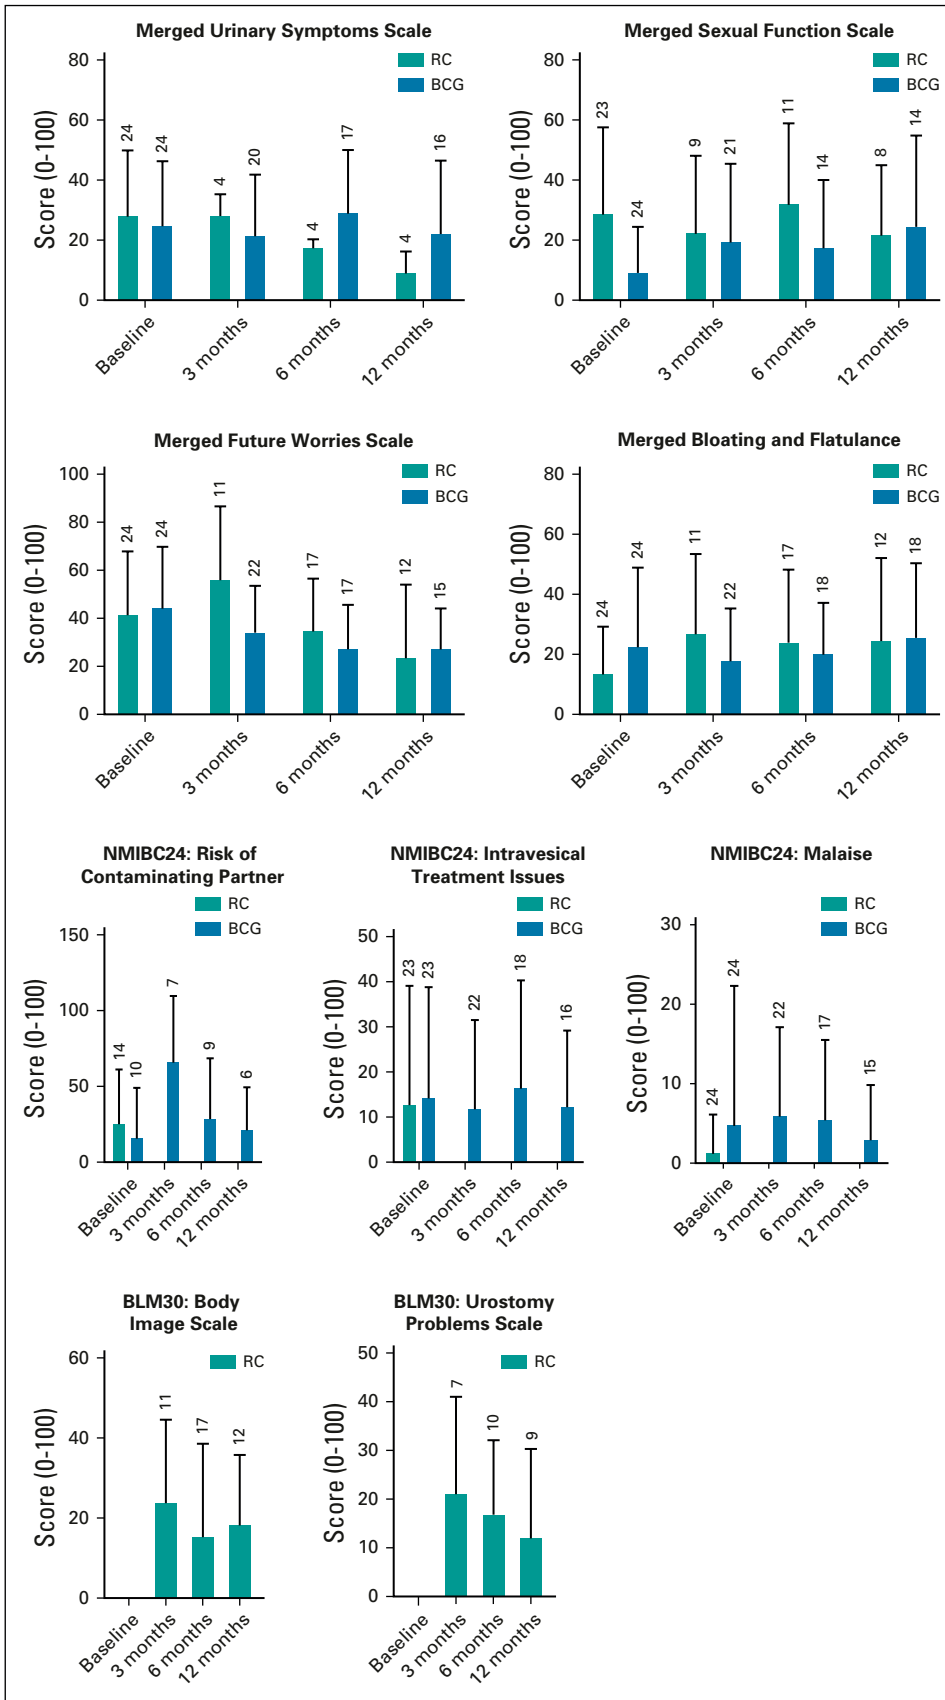 Merged Urinary Symptoms Scale
RC
BCG
Score (0-100)
80
60
40
20
0
24
24
4
20
4
17
4
16
Baseline
3 months
6 months
12 months
Merged Sexual Function Scale
RC
BCG
Score (0-100)
80
60
40
20
0
23
24
9
21
11
14
8
14
Baseline
3 months
6 months
12 months
Merged Future Worries Scale
RC
BCG
Score (0-100)
100
80
60
40
20
0
24
24
11
22
17
17
12
15
Baseline
3 months
6 months
12 months
Merged Bloating and Flatulance
RC
BCG
Score (0-100)
80
60
40
20
0
24
24
11
22
17
18
12
18
Baseline
3 months
6 months
12 months
NMIBC24: Risk of
Contaminating Partner
RC
BCG
Score (0-100)
150
100
50
0
14
10
7
9
6
Baseline
3 months
6 months
12 months
NMIBC24: Intravesical
Treatment Issues
RC
BCG
Score (0-100)
50
40
30
20
10
0
23
23
22
18
16
Baseline
3 months
6 months
12 months
NMIBC24: Malaise
RC
BCG
Score (0-100)
30
20
10
0
24
24
22
17
15
Baseline
3 months
6 months
12 months
BLM30: Body
Image Scale
RC
Score (0-100)
60
40
20
0
11
17
12
Baseline
3 months
6 months
12 months
BLM30: Urostomy
Problems Scale
RC
Score (0-100)
50
40
30
20
10
0
7
10
9
Baseline
3 months
6 months
12 months